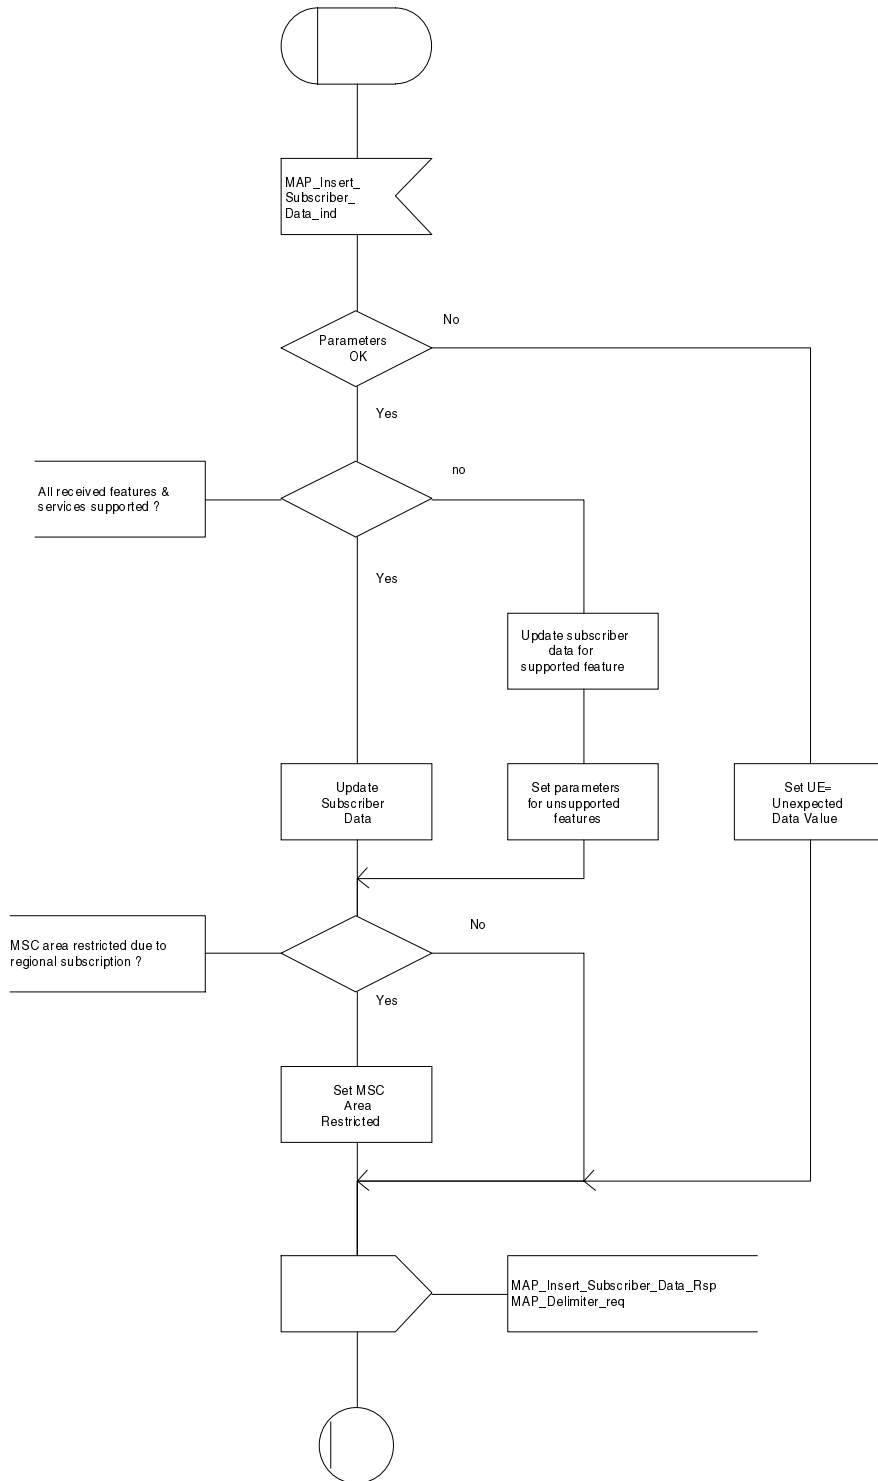 MAP_Insert_
Subscriber_
Data_ind
No
Parameters
OK
Yes
no
All received features &
services supported ?
Yes
Update subscriber
data for
supported feature
Update
Subscriber
Data
Set parameters
for unsupported
features
Set UE=
Unexpected
Data Value
No
MSC area restricted due to
regional subscription ?
Yes
Set MSC
Area
Restricted
MAP_Insert_Subscriber_Data_Rsp
MAP_Delimiter_req